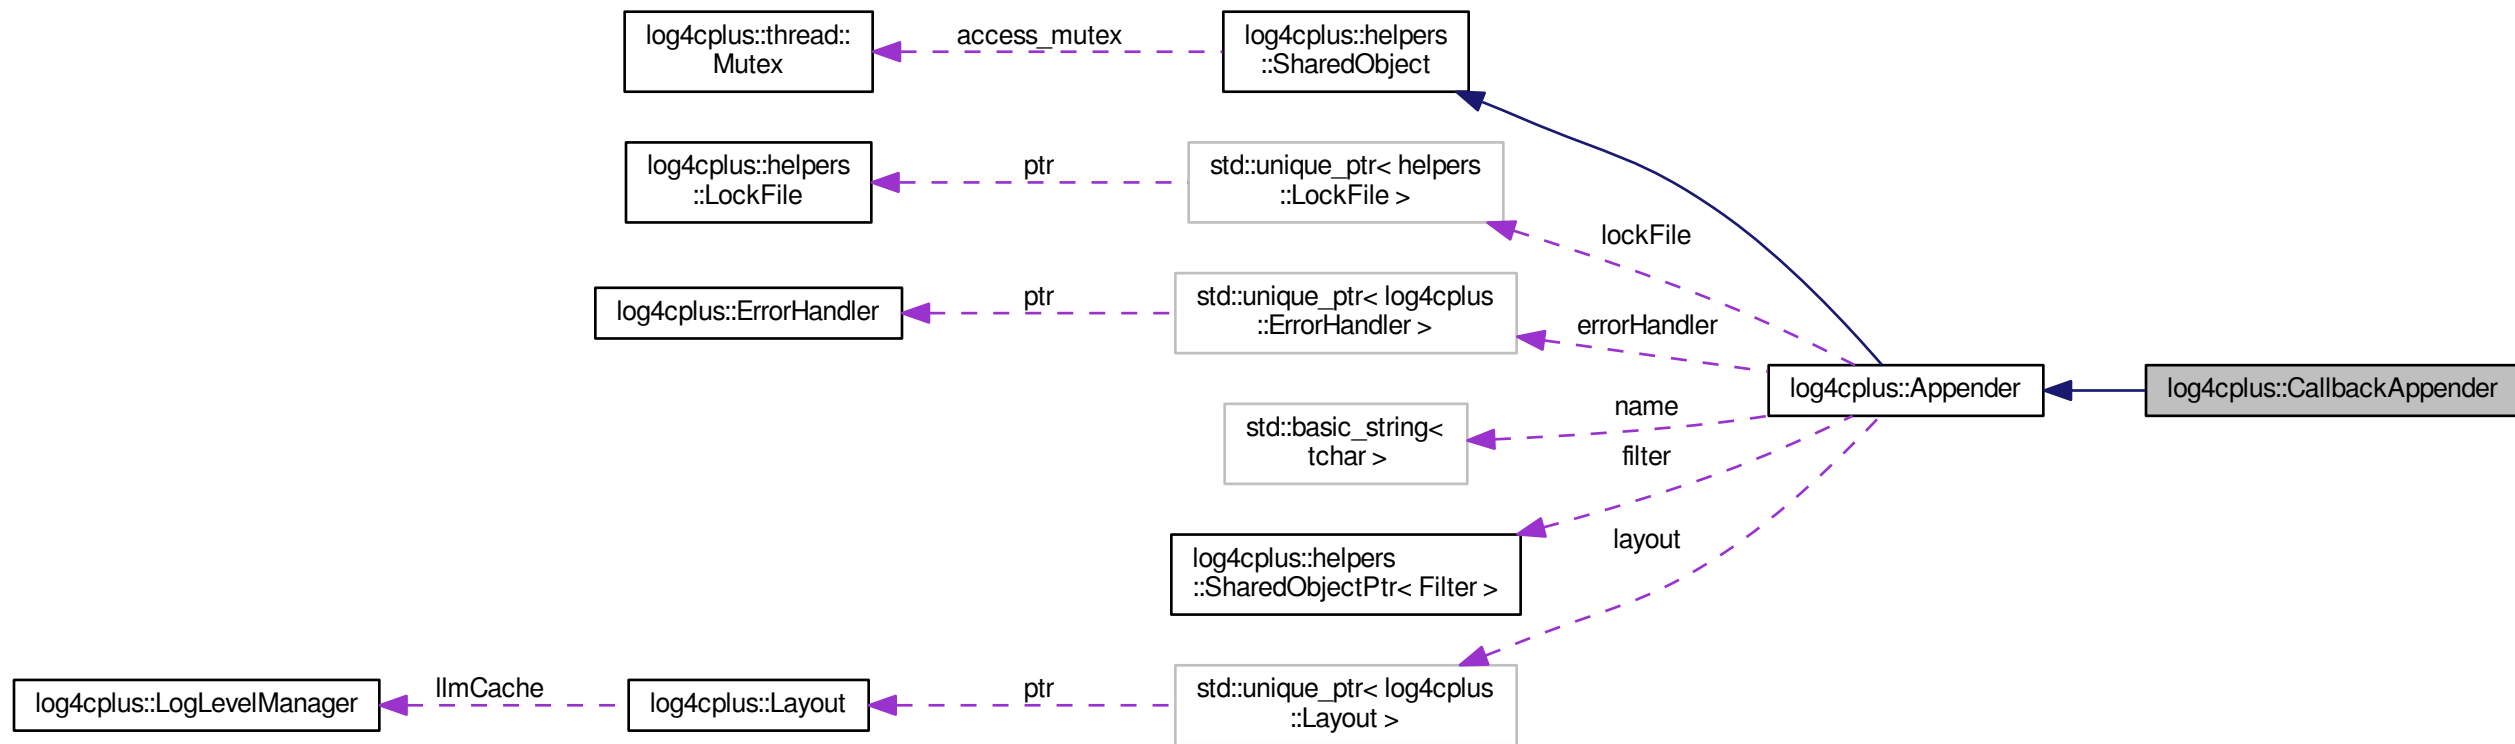 log4cplus::thread::
Mutex
access_mutex
log4cplus::helpers
::SharedObject
log4cplus::helpers
::LockFile
ptr
std::unique_ptr< helpers
::LockFile >
lockFile
log4cplus::ErrorHandler
ptr
std::unique_ptr< log4cplus
::ErrorHandler >
errorHandler
log4cplus::Appender
log4cplus::CallbackAppender
std::basic_string<
tchar >
name
filter
log4cplus::helpers
::SharedObjectPtr< Filter >
layout
log4cplus::LogLevelManager
llmCache
log4cplus::Layout
ptr
std::unique_ptr< log4cplus
::Layout >